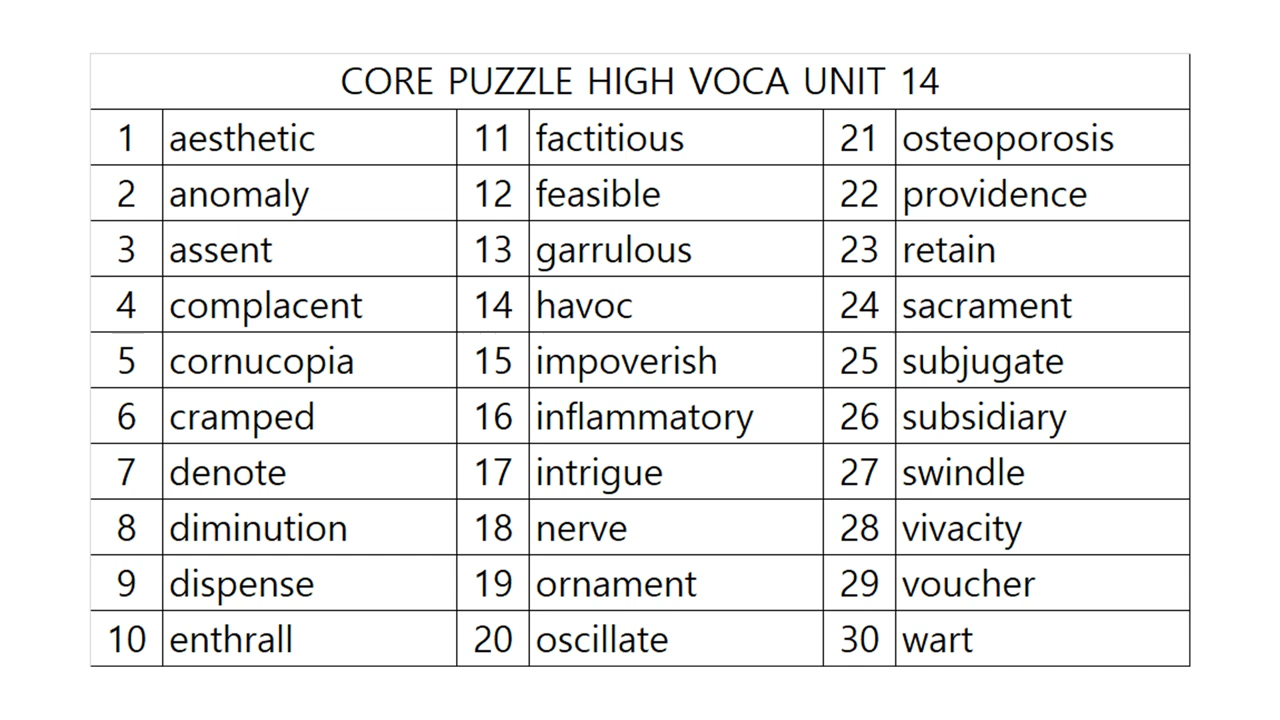 CORE PUZZLE HIGH VOCA UNIT 14
1 aesthetic 11 factitious 21 osteoporosis
2 anomaly 12 feasible 22 providence
3 assent 13 garrulous 23 retain
4 complacent 14 havoc 24 sacrament
5 cornucopia 15 impoverish 25 subjugate
6 cramped 16 inflammatory 26 subsidiary
7 denote 17 intrigue 27 swindle
8 diminution 18 nerve 28 vivacity
9 dispense 19 ornament 29 voucher
10 enthrall 20 oscillate 30 wart